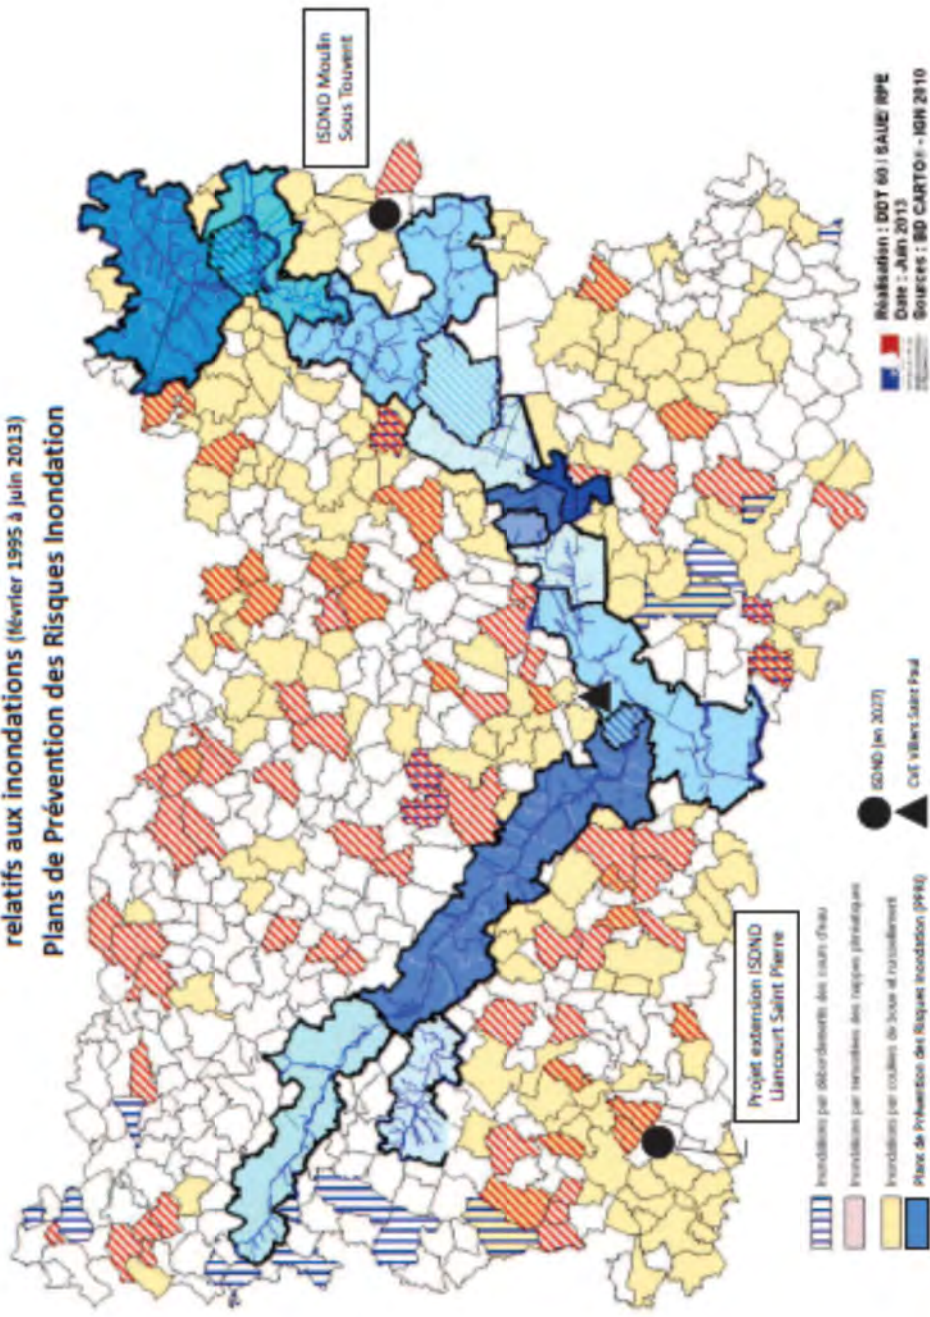 relatifs aux inondations (février 1995 à juin 2013)
Plans de Prévention des Risques Inondation
ISDND Moulin
Sous Touvent
Projet extension ISDND
Liancourt Saint Pierre
Inondations par débordements des cours d'eau
Inondations par remontées des nappes phréatiques
Inondations par coulées de boue et ruissellement
Plans de Prévention des Risques Inondation (PPRI)
ISDND (en 2027)
CVE Villers Saint Paul
Réalisation : DDT 60 / SAUE/ RPE
Date : Juin 2013
Sources : BD CARTO® - IGN 2010